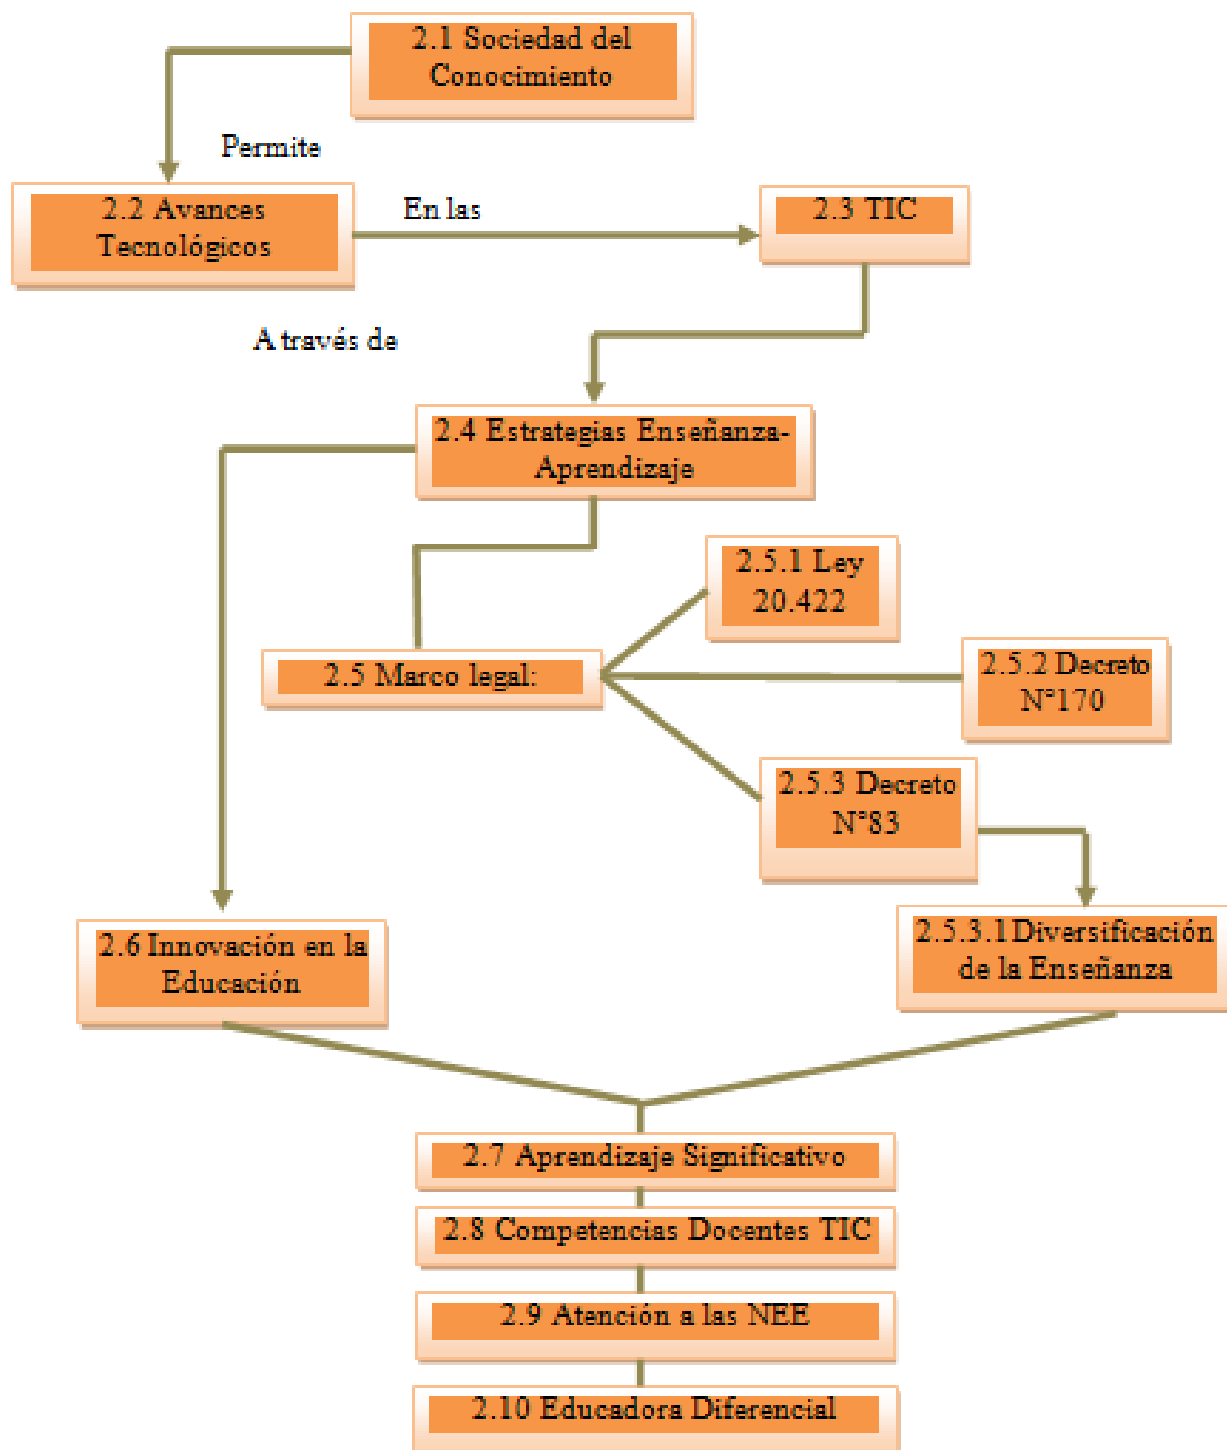 2.1 Sociedad del
Conocimiento
Permite
2.2 Avances
Tecnológicos
En las
2.3 TIC
A través de
2.4 Estrategias Enseñanza-
Aprendizaje
2.5.1 Ley
20.422
2.5 Marco legal:
2.5.2 Decreto
N°170
2.5.3 Decreto
N°83
2.6 Innovación en la
Educación
2.5.3.1 Diversificación
de la Enseñanza
2.7 Aprendizaje Significativo
2.8 Competencias Docentes TIC
2.9 Atención a las NEE
2.10 Educadora Diferencial